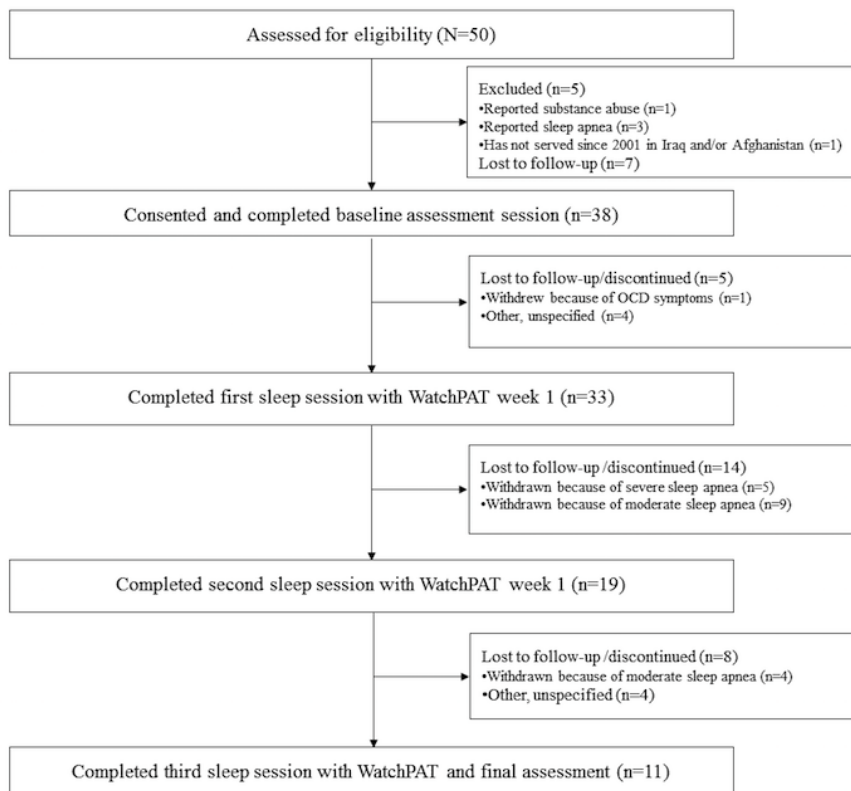 Assessed for eligibility (N=50)
Excluded (n=5)
•Reported substance abuse (n=1)
•Reported sleep apnea (n=3)
•Has not served since 2001 in Iraq and/or Afghanistan (n=1)
Lost to follow-up (n=7)
Consented and completed baseline assessment session (n=38)
Lost to follow-up/discontinued (n=5)
•Withdrew because of OCD symptoms (n=1)
•Other, unspecified (n=4)
Completed first sleep session with WatchPAT week 1 (n=33)
Lost to follow-up /discontinued (n=14)
•Withdrawn because of severe sleep apnea (n=5)
•Withdrawn because of moderate sleep apnea (n=9)
Completed second sleep session with WatchPAT week 1 (n=19)
Lost to follow-up /discontinued (n=8)
•Withdrawn because of moderate sleep apnea (n=4)
•Other, unspecified (n=4)
Completed third sleep session with WatchPAT and final assessment (n=11)